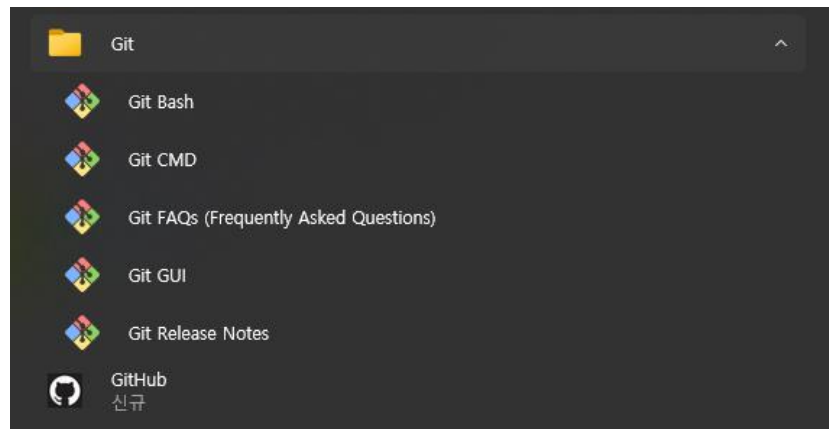 Git
Git Bash
Git CMD
Git FAQs (Frequently Asked Questions)
Git GUI
Git Release Notes
GitHub
신규